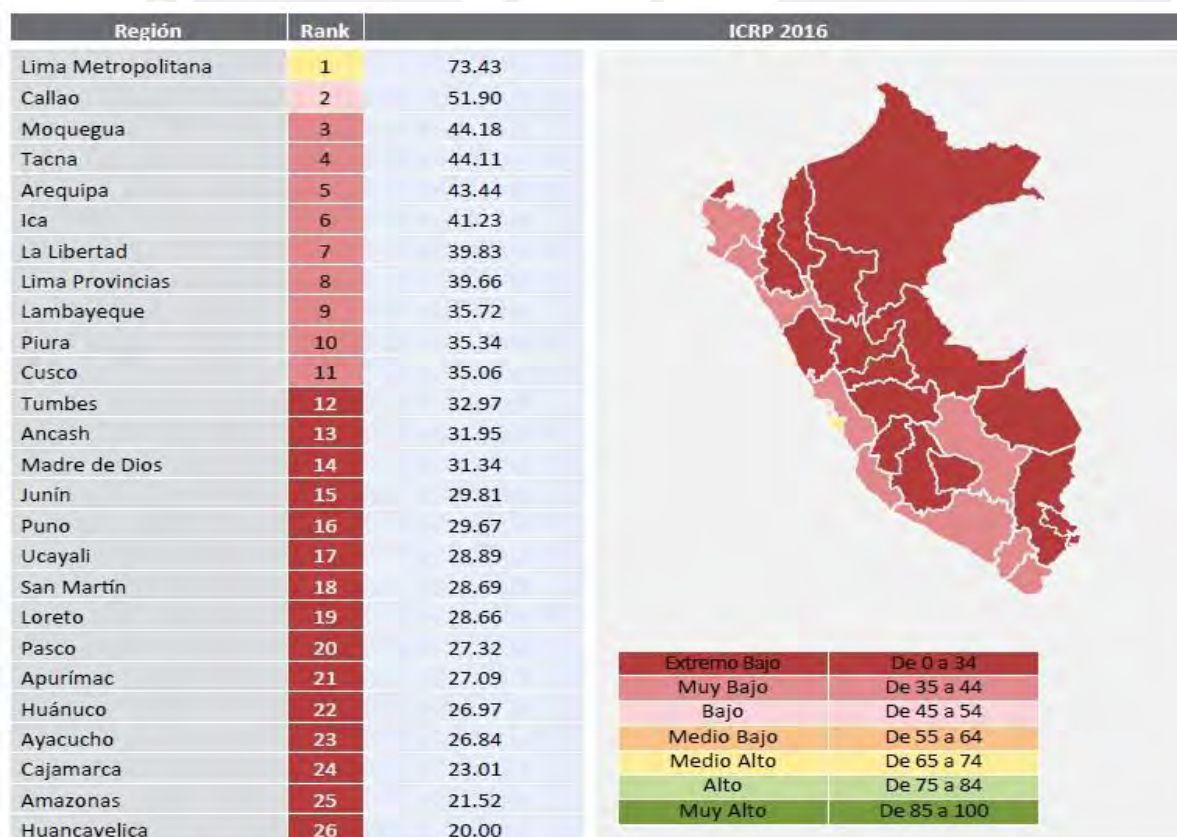 Región Rank ICRP 2016
Lima Metropolitana 1 73.43
Callao 2 51.90
Moquegua 3 44.18
Tacna 4 44.11
Arequipa 5 43.44
Ica 6 41.23
La Libertad 7 39.83
Lima Provincias 8 39.66
Lambayeque 9 35.72
Piura 10 35.34
Cusco 11 35.06
Tumbes 12 32.97
Ancash 13 31.95
Madre de Dios 14 31.34
Junín 15 29.81
Puno 16 29.67
Ucayali 17 28.89
San Martín 18 28.69
Loreto 19 28.66
Pasco 20 27.32
Apurímac 21 27.09
Huánuco 22 26.97
Ayacucho 23 26.84
Cajamarca 24 23.01
Amazonas 25 21.52
Huancavelica 26 20.00
Extremo Bajo De 0 a 34
Muy Bajo De 35 a 44
Bajo De 45 a 54
Medio Bajo De 55 a 64
Medio Alto De 65 a 74
Alto De 75 a 84
Muy Alto De 85 a 100